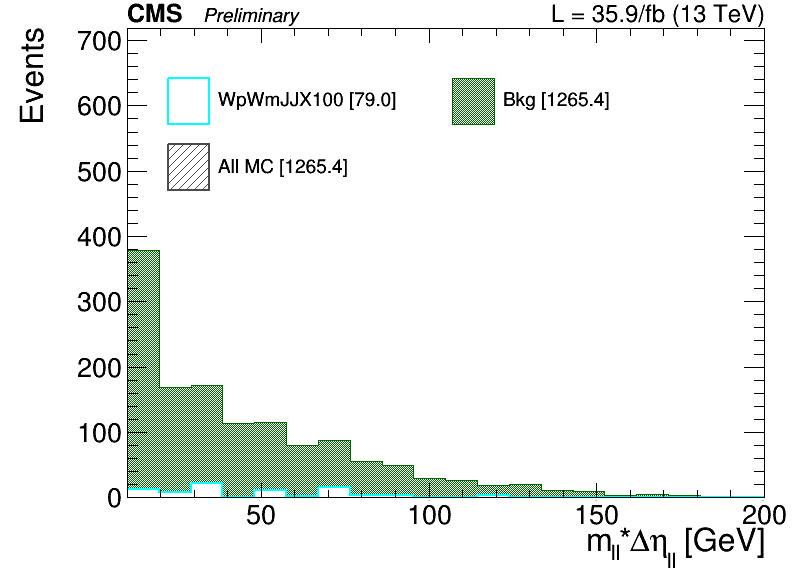 CMS Preliminary L = 35.9/fb (13 TeV)
Events
700
600
500
400
300
200
100
0
WpWmJJX100 [79.0]
Bkg [1265.4]
All MC [1265.4]
50 100 150 200
m_ll*Δη_ll [GeV]